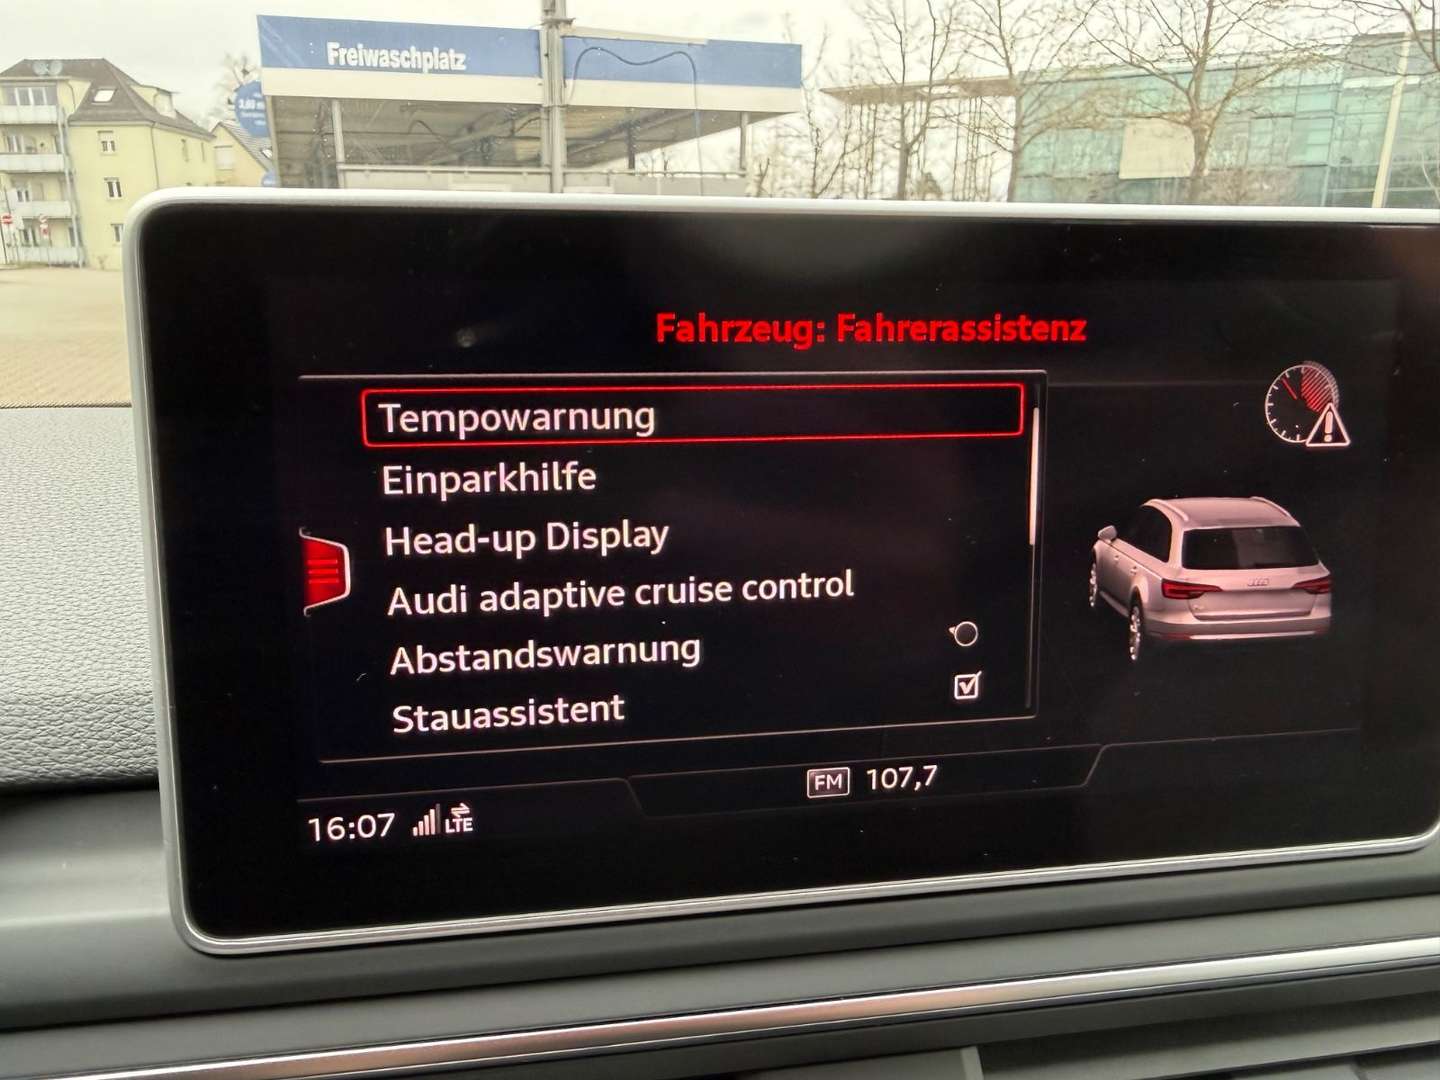 Freiwaschplatz
Fahrzeug: Fahrerassistenz
Tempowarnung
Einparkhilfe
Head-up Display
Audi adaptive cruise control
Abstandswarnung
Stauassistent
FM 107,7
16:07 LTE